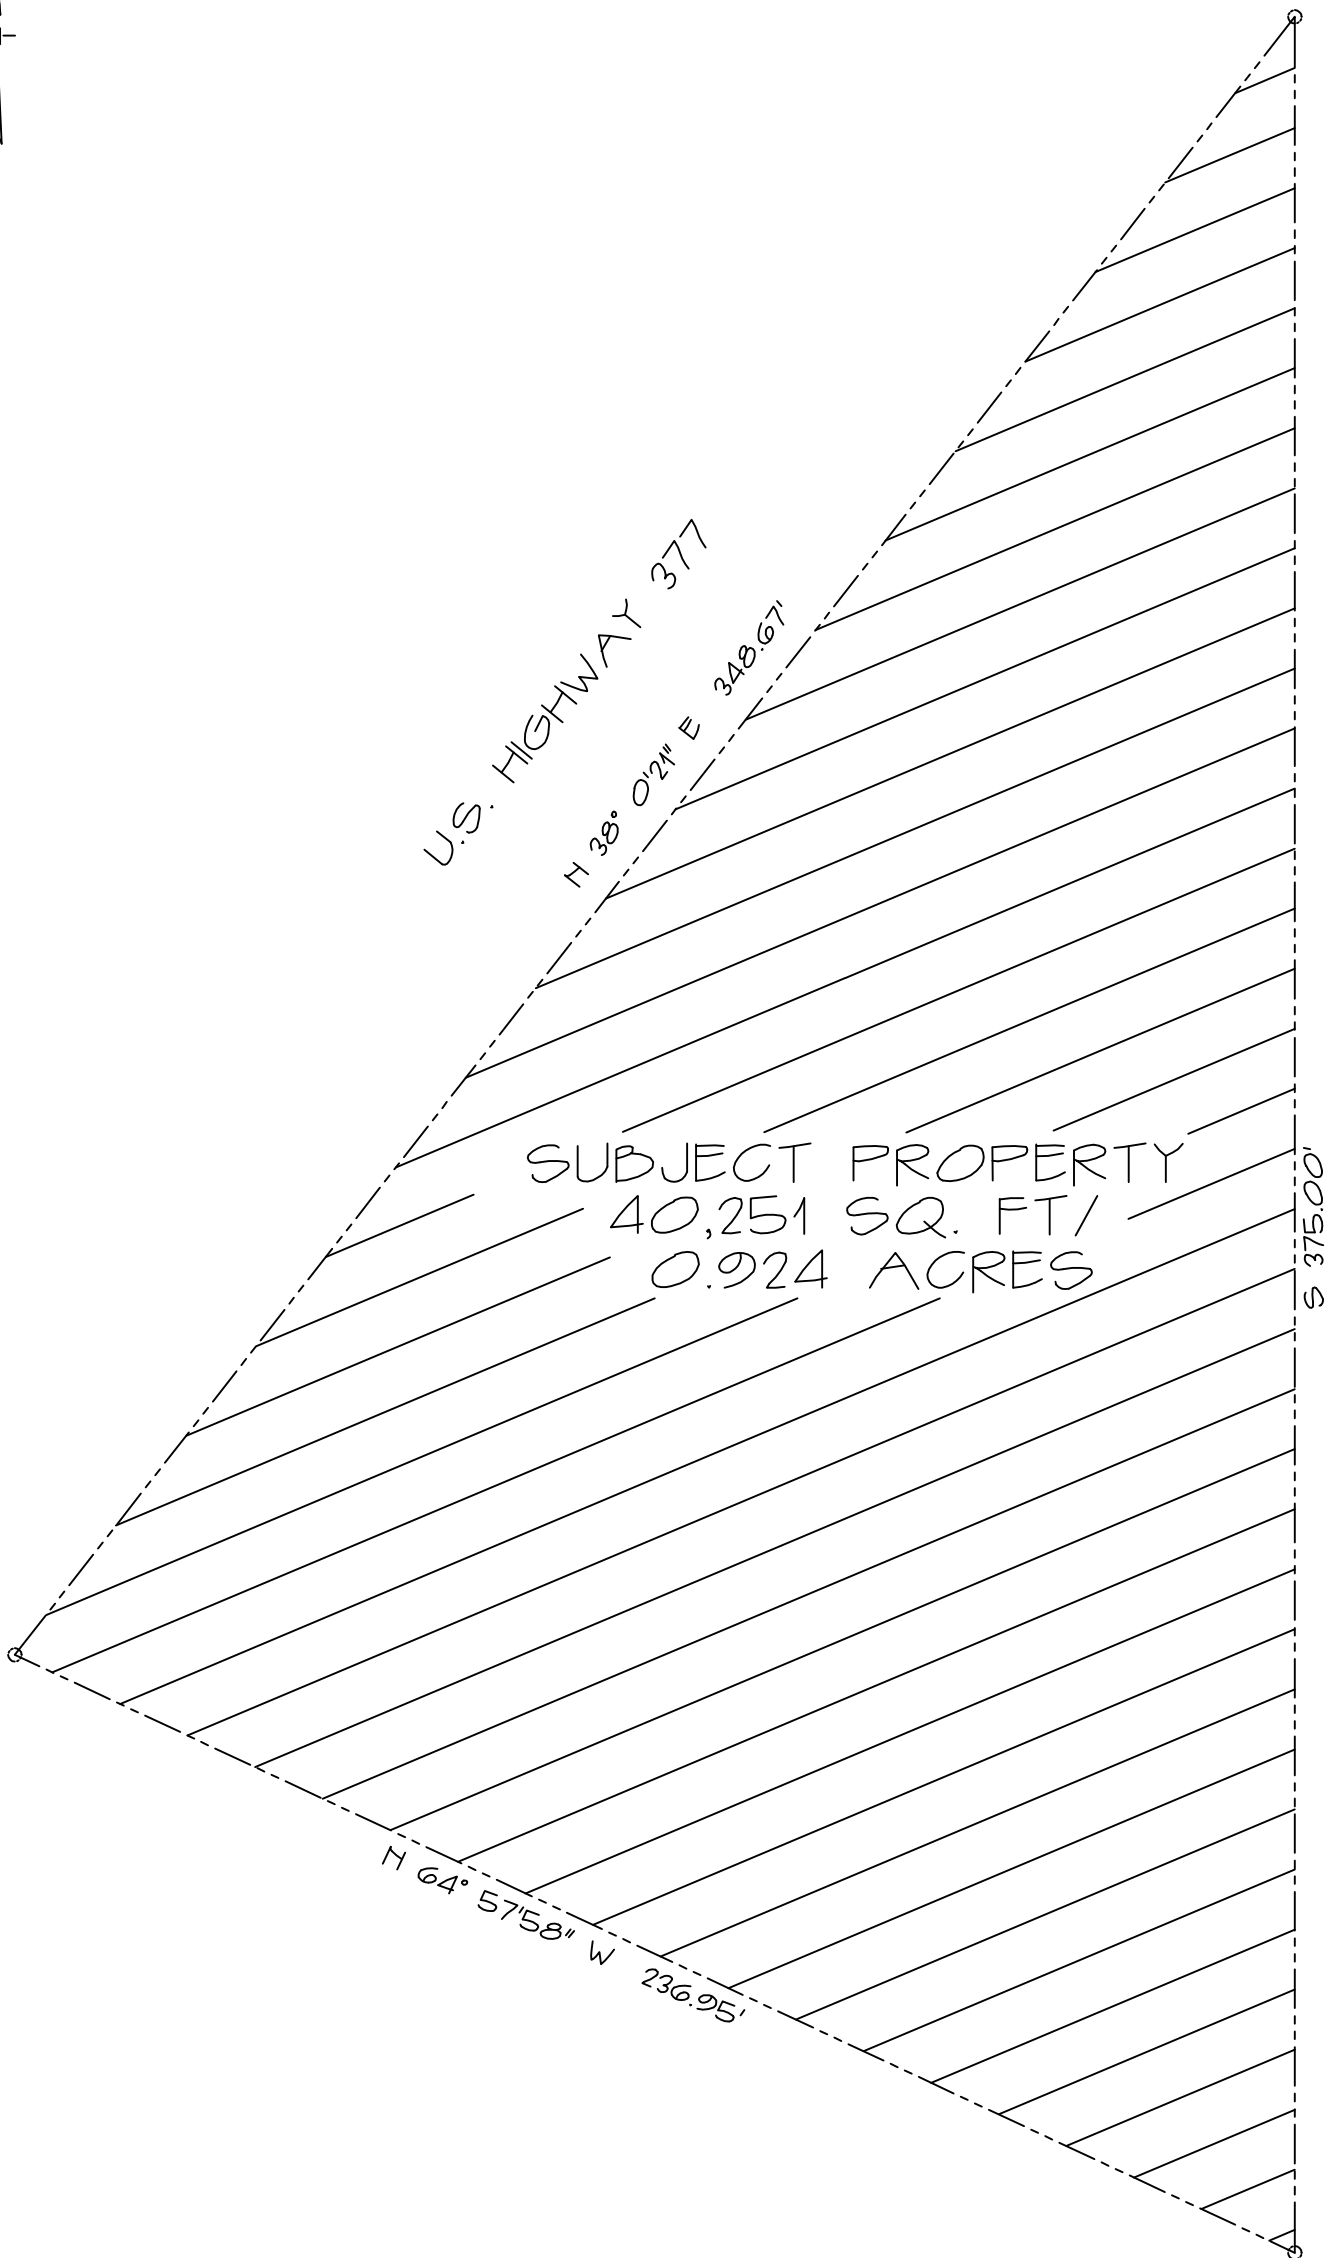 U.S. HIGHWAY 377
N 38° 0'21" E 348.67'
SUBJECT PROPERTY
40,251 SQ. FT/
0.924 ACRES
S 375.00'
N 64° 57'58" W 236.95'